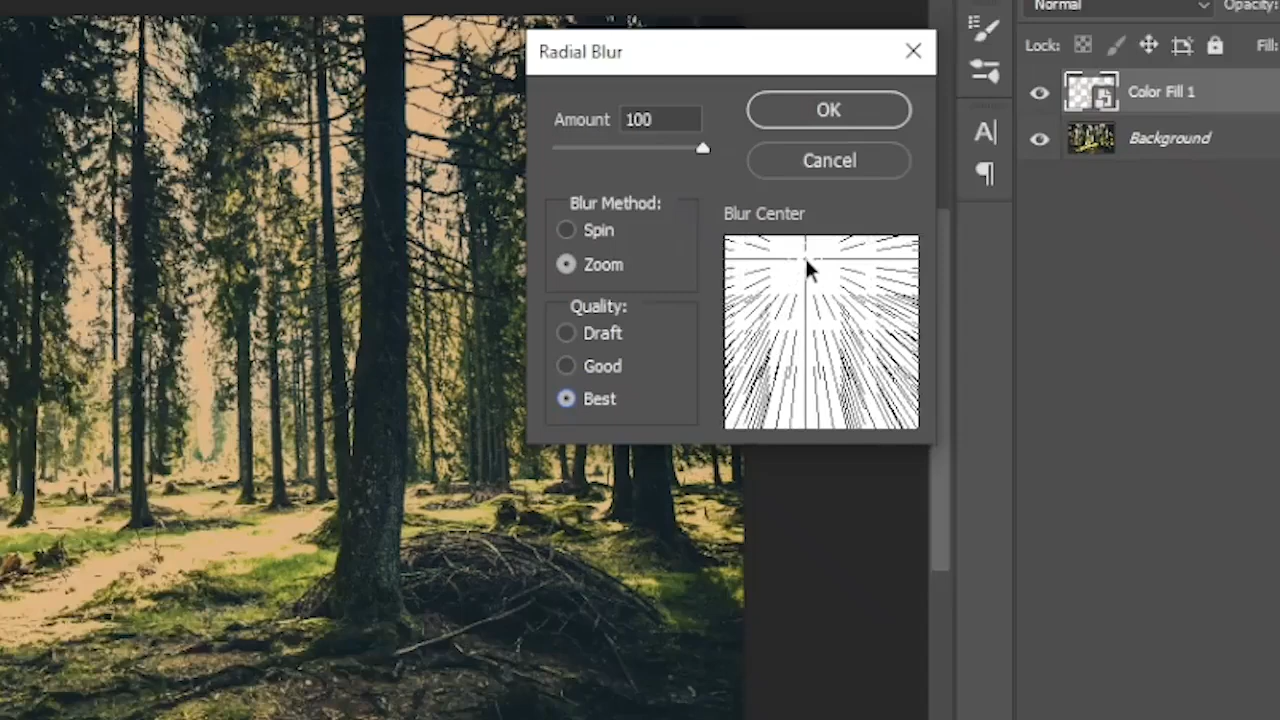 Normal
Opacity:
Radial Blur
Lock:
Fill:
Amount 100
OK
Color Fill 1
Cancel
Background
Blur Method:
Blur Center
Spin
Zoom
Quality:
Draft
Good
Best